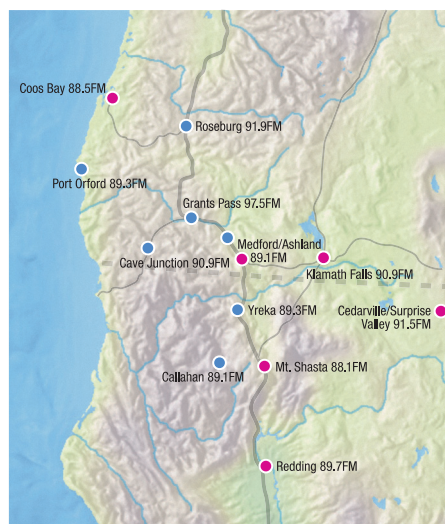 Coos Bay 88.5FM
Roseburg 91.9FM
Port Orford 89.3FM
Grants Pass 97.5FM
Medford/Ashland
89.1FM
Cave Junction 90.9FM
Klamath Falls 90.9FM
Cedarville/Surprise
Valley 91.5FM
Yreka 89.3FM
Callahan 89.1FM
Mt. Shasta 88.1FM
Redding 89.7FM